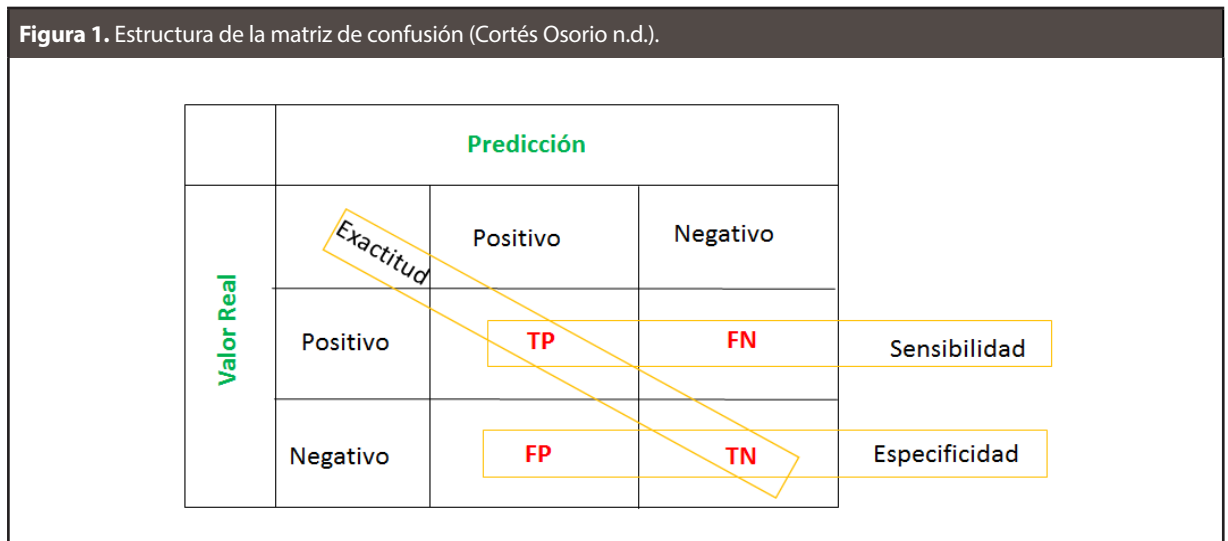 Figura 1. Estructura de la matriz de confusión (Cortés Osorio n.d.).
Predicción
Exactitud
Positivo
Negativo
Valor Real
Positivo
TP
FN
Sensibilidad
Negativo
FP
TN
Especificidad